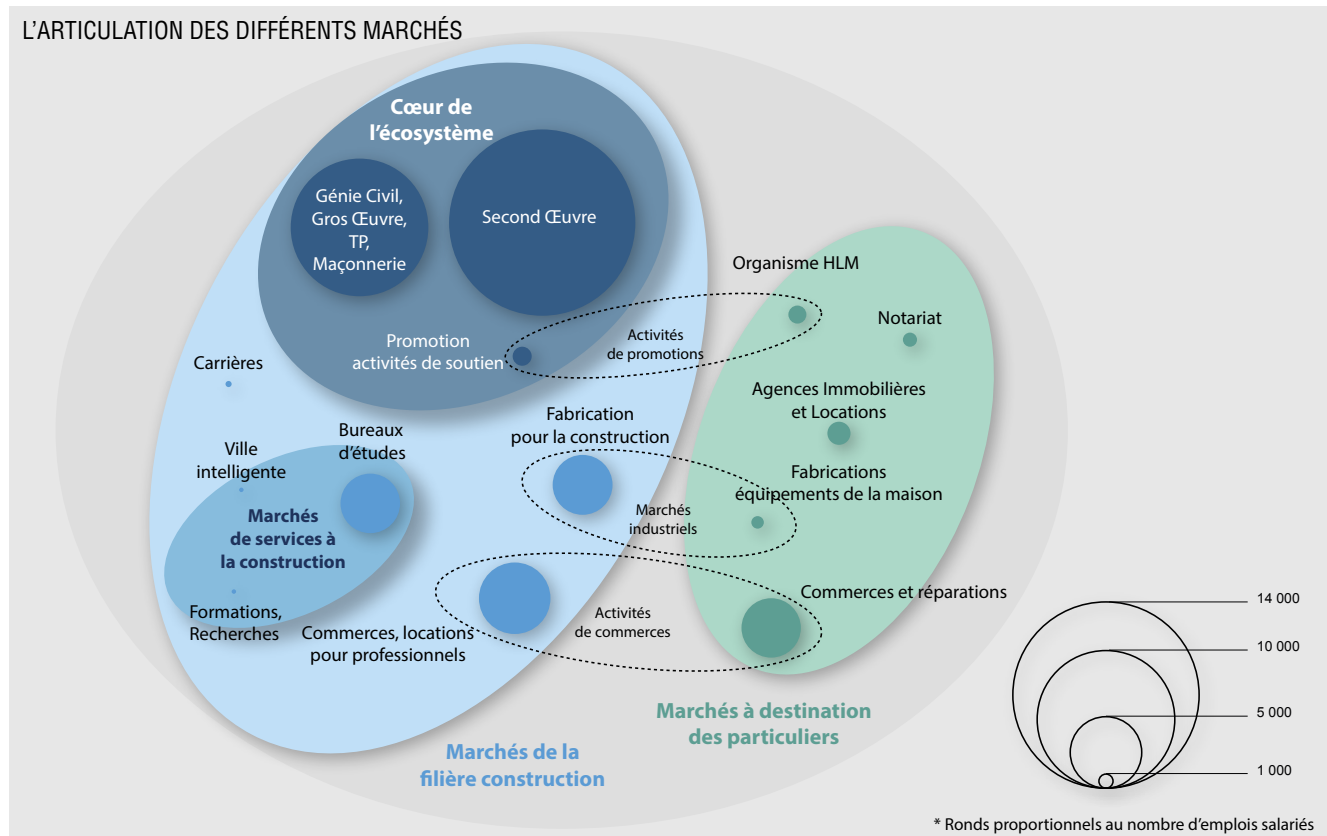 L'ARTICULATION DES DIFFÉRENTS MARCHÉS
Cœur de
l'écosystème
Génie Civil,
Gros Œuvre,
TP,
Maçonnerie
Second Œuvre
Promotion
activités de soutien
Activités
de promotions
Organisme HLM
Notariat
Agences Immobilières
et Locations
Carrières
Ville
intelligente
Bureaux
d'études
Fabrication
pour la construction
Fabrications
équipements de la maison
Marchés
industriels
Marchés
de services à
la construction
Formations,
Recherches
Commerces, locations
pour professionnels
Activités
de commerces
Commerces et réparations
Marchés à destination
des particuliers
Marchés de la
filière construction
14 000
10 000
5 000
1 000
* Ronds proportionnels au nombre d'emplois salariés